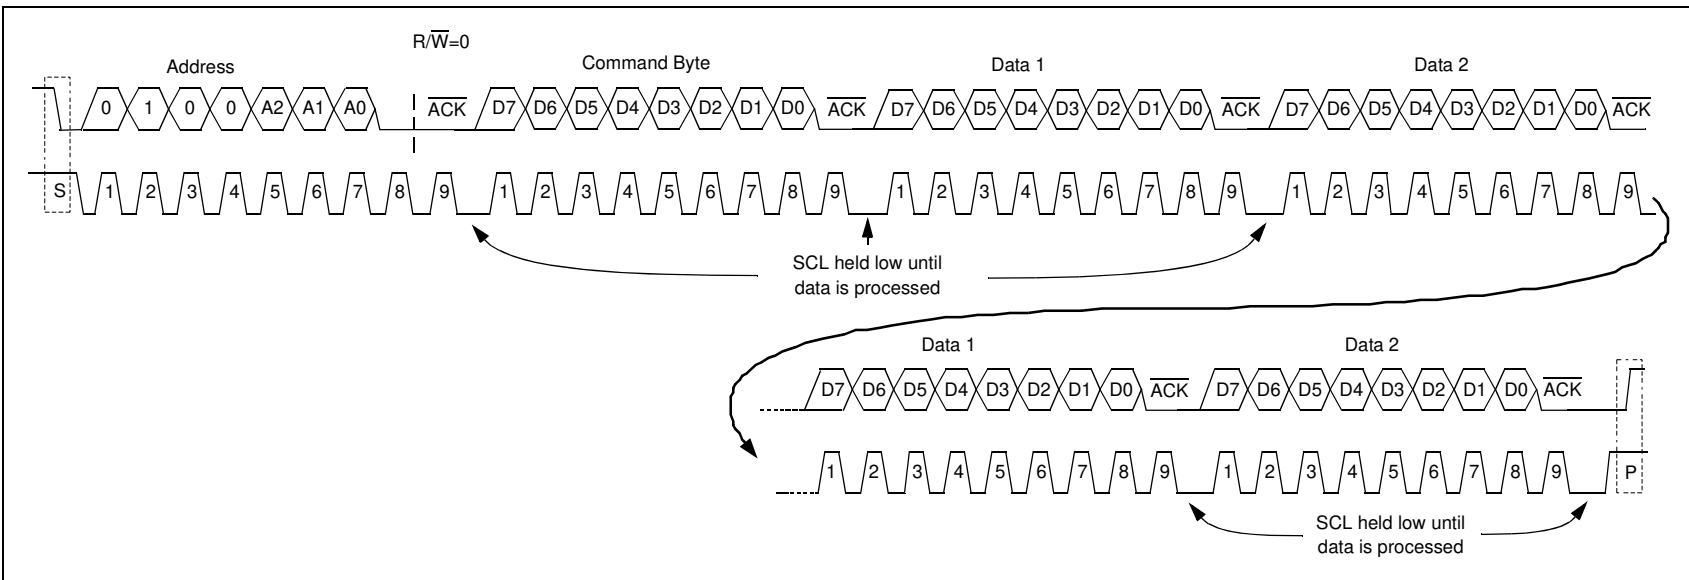 R/W̅=0
Address Command Byte Data 1 Data 2
0 1 0 0 A2 A1 A0 A̅C̅K̅ D7 D6 D5 D4 D3 D2 D1 D0 A̅C̅K̅ D7 D6 D5 D4 D3 D2 D1 D0 A̅C̅K̅ D7 D6 D5 D4 D3 D2 D1 D0 A̅C̅K̅
S 1 2 3 4 5 6 7 8 9 1 2 3 4 5 6 7 8 9 1 2 3 4 5 6 7 8 9 1 2 3 4 5 6 7 8 9
SCL held low until
data is processed
Data 1 Data 2
D7 D6 D5 D4 D3 D2 D1 D0 A̅C̅K̅ D7 D6 D5 D4 D3 D2 D1 D0 A̅C̅K̅
1 2 3 4 5 6 7 8 9 1 2 3 4 5 6 7 8 9 P
SCL held low until
data is processed